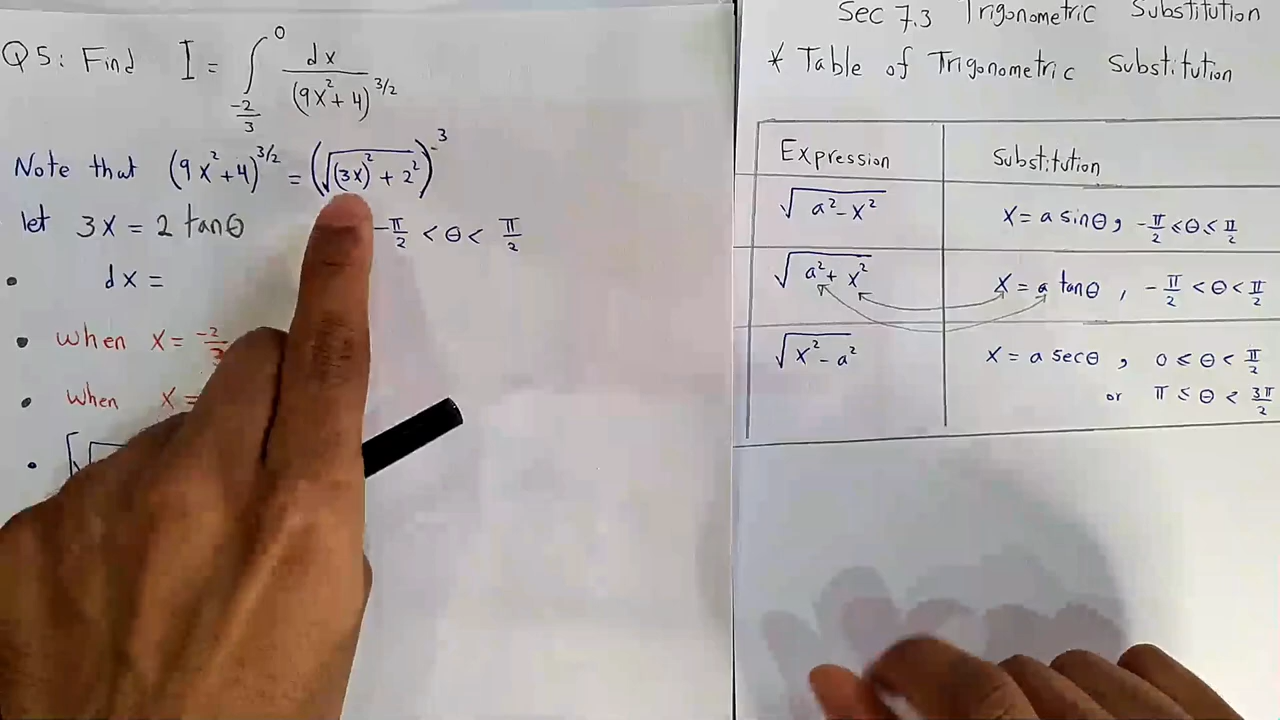 Q5: Find I = ∫_{-2/3}^{0} dx / (9x²+4)^{3/2}
Note that (9x²+4)^{3/2} = (√((3x)² + 2²))^{-3}
let 3x = 2 tanθ -π/2 < θ < π/2
• dx =
• when x = -2/3
• when x =
Sec 7.3 Trigonometric Substitution
* Table of Trigonometric Substitution
Expression Substitution
√(a²-x²) x = a sinθ, -π/2 < θ < π/2
√(a²+x²) x = a tanθ, -π/2 < θ < π/2
√(x²-a²) x = a secθ, 0 ≤ θ < π/2
or π ≤ θ < 3π/2